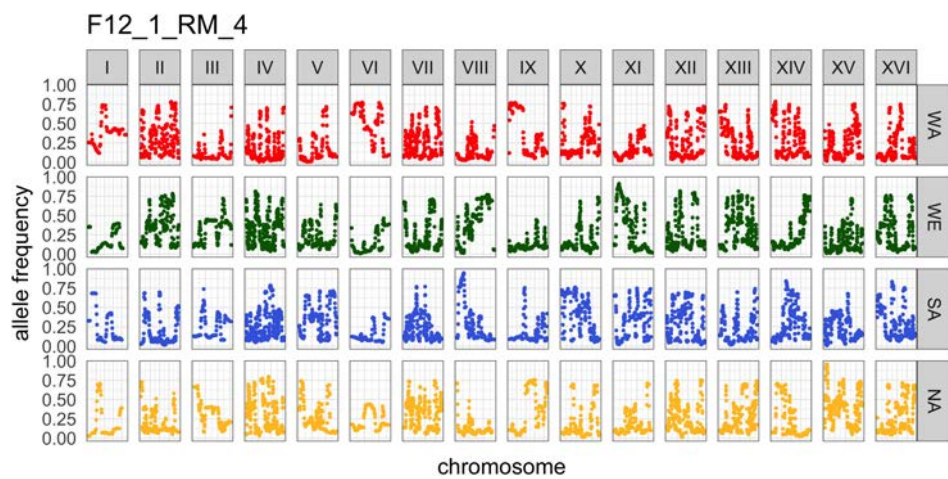 F12_1_RM_4
I II III IV V VI VII VIII IX X XI XII XIII XIV XV XVI
1.00
0.75
0.50
0.25
0.00
WA
1.00
0.75
0.50
0.25
0.00
WE
1.00
0.75
0.50
0.25
0.00
SA
1.00
0.75
0.50
0.25
0.00
NA
allele frequency
chromosome